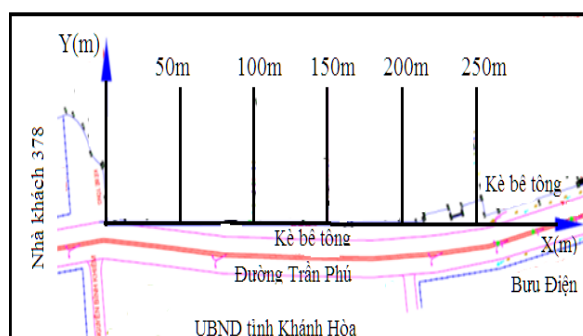 Y(m)
50m
100m
150m
200m
250m
Nhà khách 378
Kè bê tông
Kè bê tông
X(m)
Đường Trần Phú
Bưu Điện
UBND tỉnh Khánh Hòa